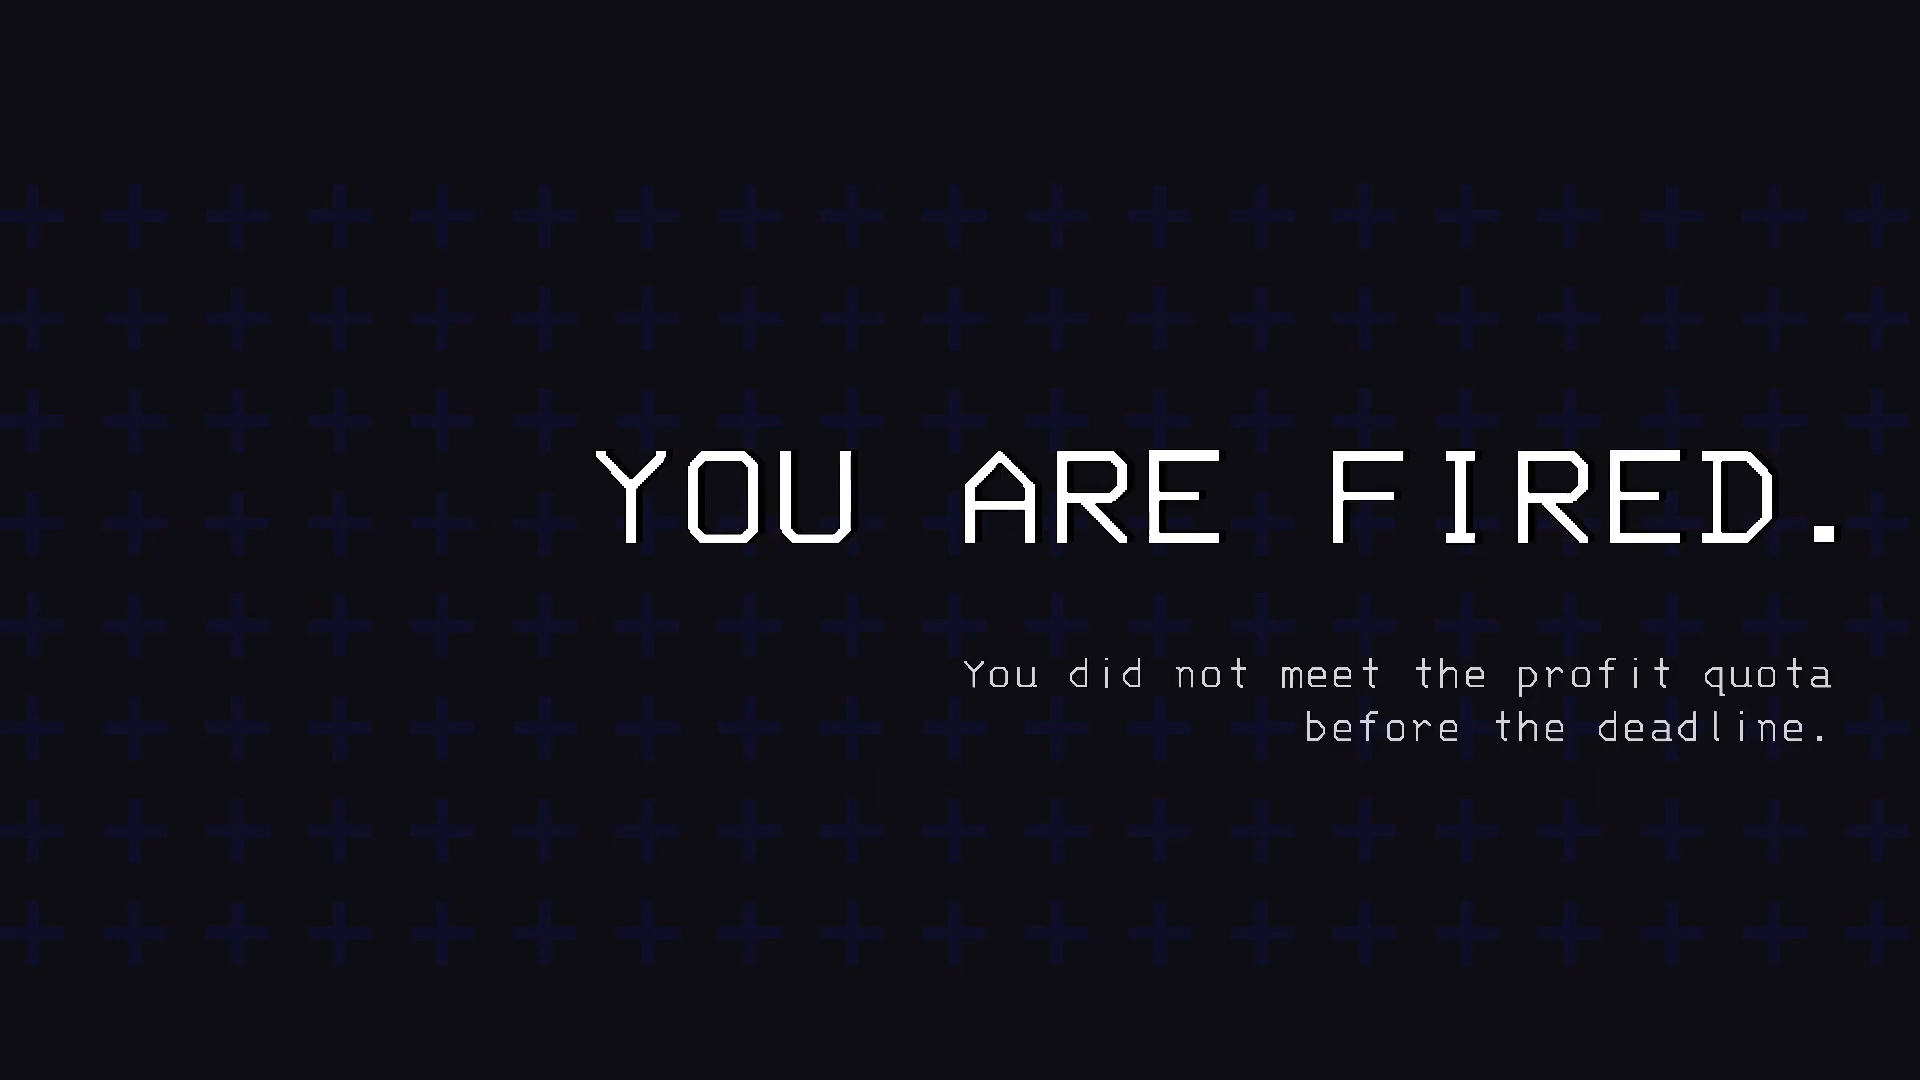 YOU ARE FIRED.
You did not meet the profit quota
before the deadline.